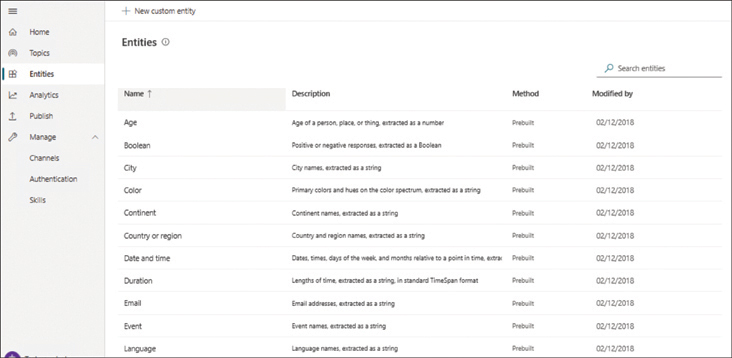 New custom entity
Home
Topics
Entities
Analytics
Publish
Manage
Channels
Authentication
Skills
Entities
Search entities
Name Description Method Modified by
Age Age of a person, place, or thing, extracted as a number Prebuilt 02/12/2018
Boolean Positive or negative responses, extracted as a Boolean Prebuilt 02/12/2018
City City names, extracted as a string Prebuilt 02/12/2018
Color Primary colors and hues on the color spectrum, extracted as a string Prebuilt 02/12/2018
Continent Continent names, extracted as a string Prebuilt 02/12/2018
Country or region Country and region names, extracted as a string Prebuilt 02/12/2018
Date and time Dates, times, days of the week, and months relative to a point in time, extrac Prebuilt 02/12/2018
Duration Lengths of time, extracted as a string, in standard TimeSpan format Prebuilt 02/12/2018
Email Email addresses, extracted as a string Prebuilt 02/12/2018
Event Event names, extracted as a string Prebuilt 02/12/2018
Language Language names, extracted as a string Prebuilt 02/12/2018